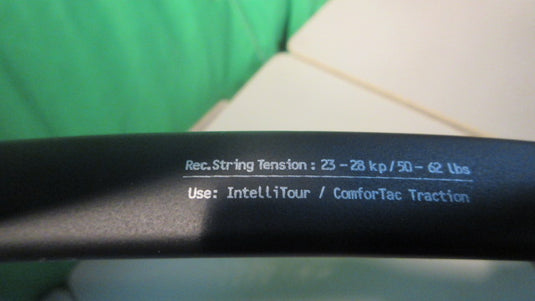 Rec.String Tension : 23 - 28 kp / 50 - 62 lbs
Use: IntelliTour / ComforTac Traction